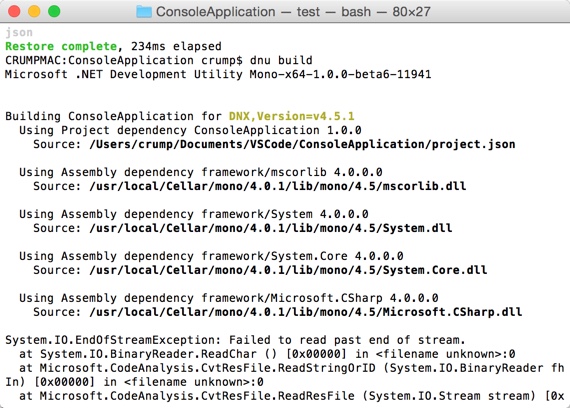 ConsoleApplication — test — bash — 80×27
json
Restore complete, 234ms elapsed
CRUMPMAC:ConsoleApplication crump$ dnu build
Microsoft .NET Development Utility Mono-x64-1.0.0-beta6-11941
Building ConsoleApplication for DNX,Version=v4.5.1
Using Project dependency ConsoleApplication 1.0.0
Source: /Users/crump/Documents/VSCode/ConsoleApplication/project.json
Using Assembly dependency framework/mscorlib 4.0.0.0
Source: /usr/local/Cellar/mono/4.0.1/lib/mono/4.5/mscorlib.dll
Using Assembly dependency framework/System 4.0.0.0
Source: /usr/local/Cellar/mono/4.0.1/lib/mono/4.5/System.dll
Using Assembly dependency framework/System.Core 4.0.0.0
Source: /usr/local/Cellar/mono/4.0.1/lib/mono/4.5/System.Core.dll
Using Assembly dependency framework/Microsoft.CSharp 4.0.0.0
Source: /usr/local/Cellar/mono/4.0.1/lib/mono/4.5/Microsoft.CSharp.dll
System.IO.EndOfStreamException: Failed to read past end of stream.
at System.IO.BinaryReader.ReadChar () [0x00000] in <filename unknown>:0
at Microsoft.CodeAnalysis.CvtResFile.ReadStringOrID (System.IO.BinaryReader fh
In) [0x00000] in <filename unknown>:0
at Microsoft.CodeAnalysis.CvtResFile.ReadResFile (System.IO.Stream stream) [0x